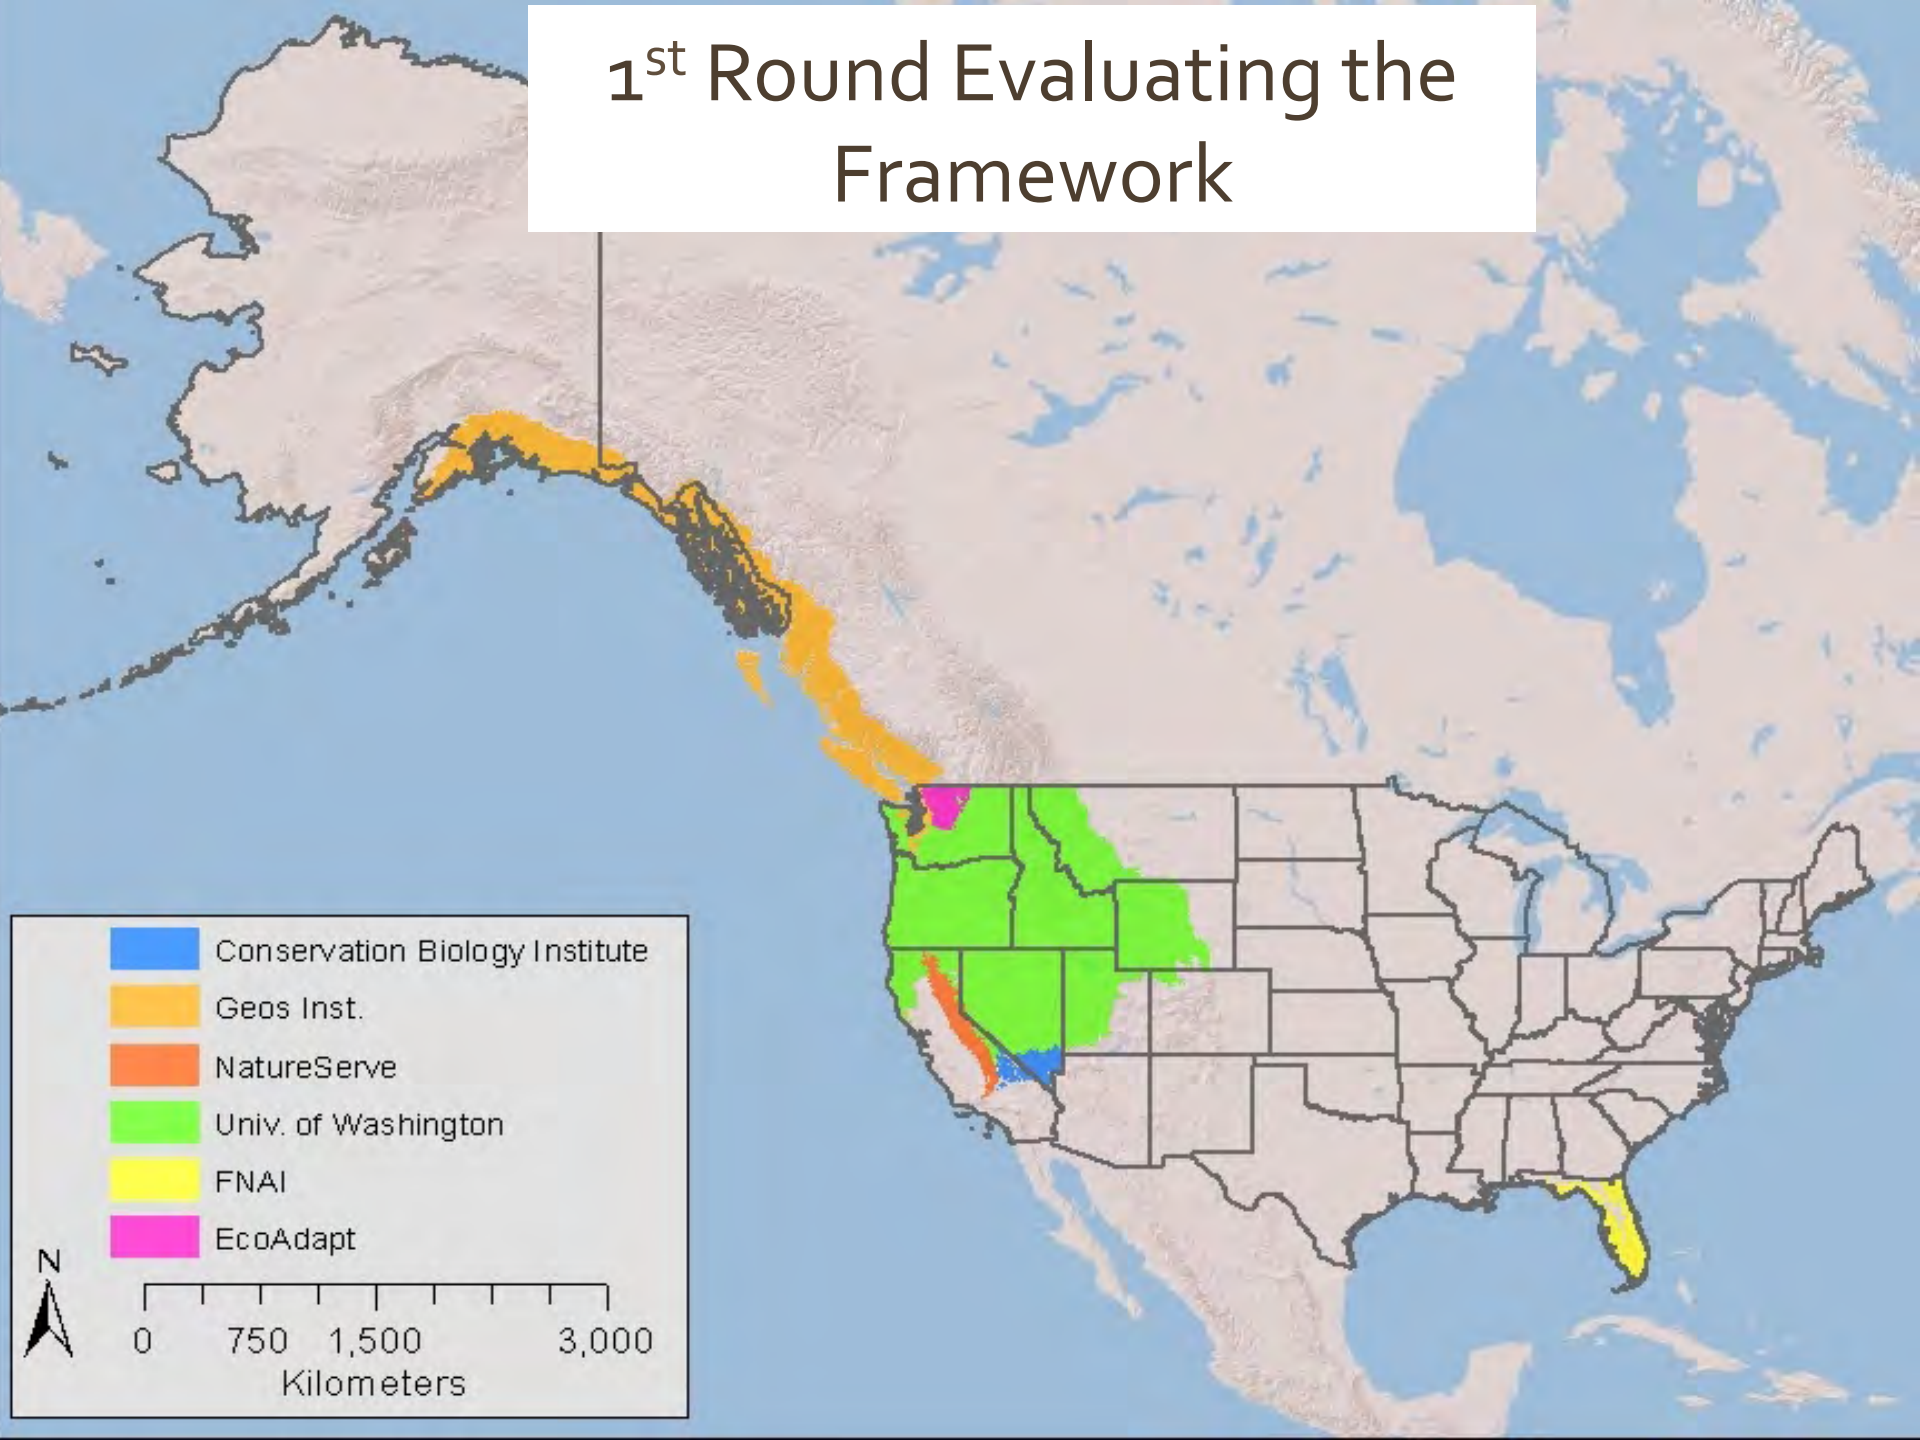 1st Round Evaluating the
Framework
Conservation Biology Institute
Geos Inst.
NatureServe
Univ. of Washington
FNAI
EcoAdapt
N
0 750 1,500 3,000
Kilometers